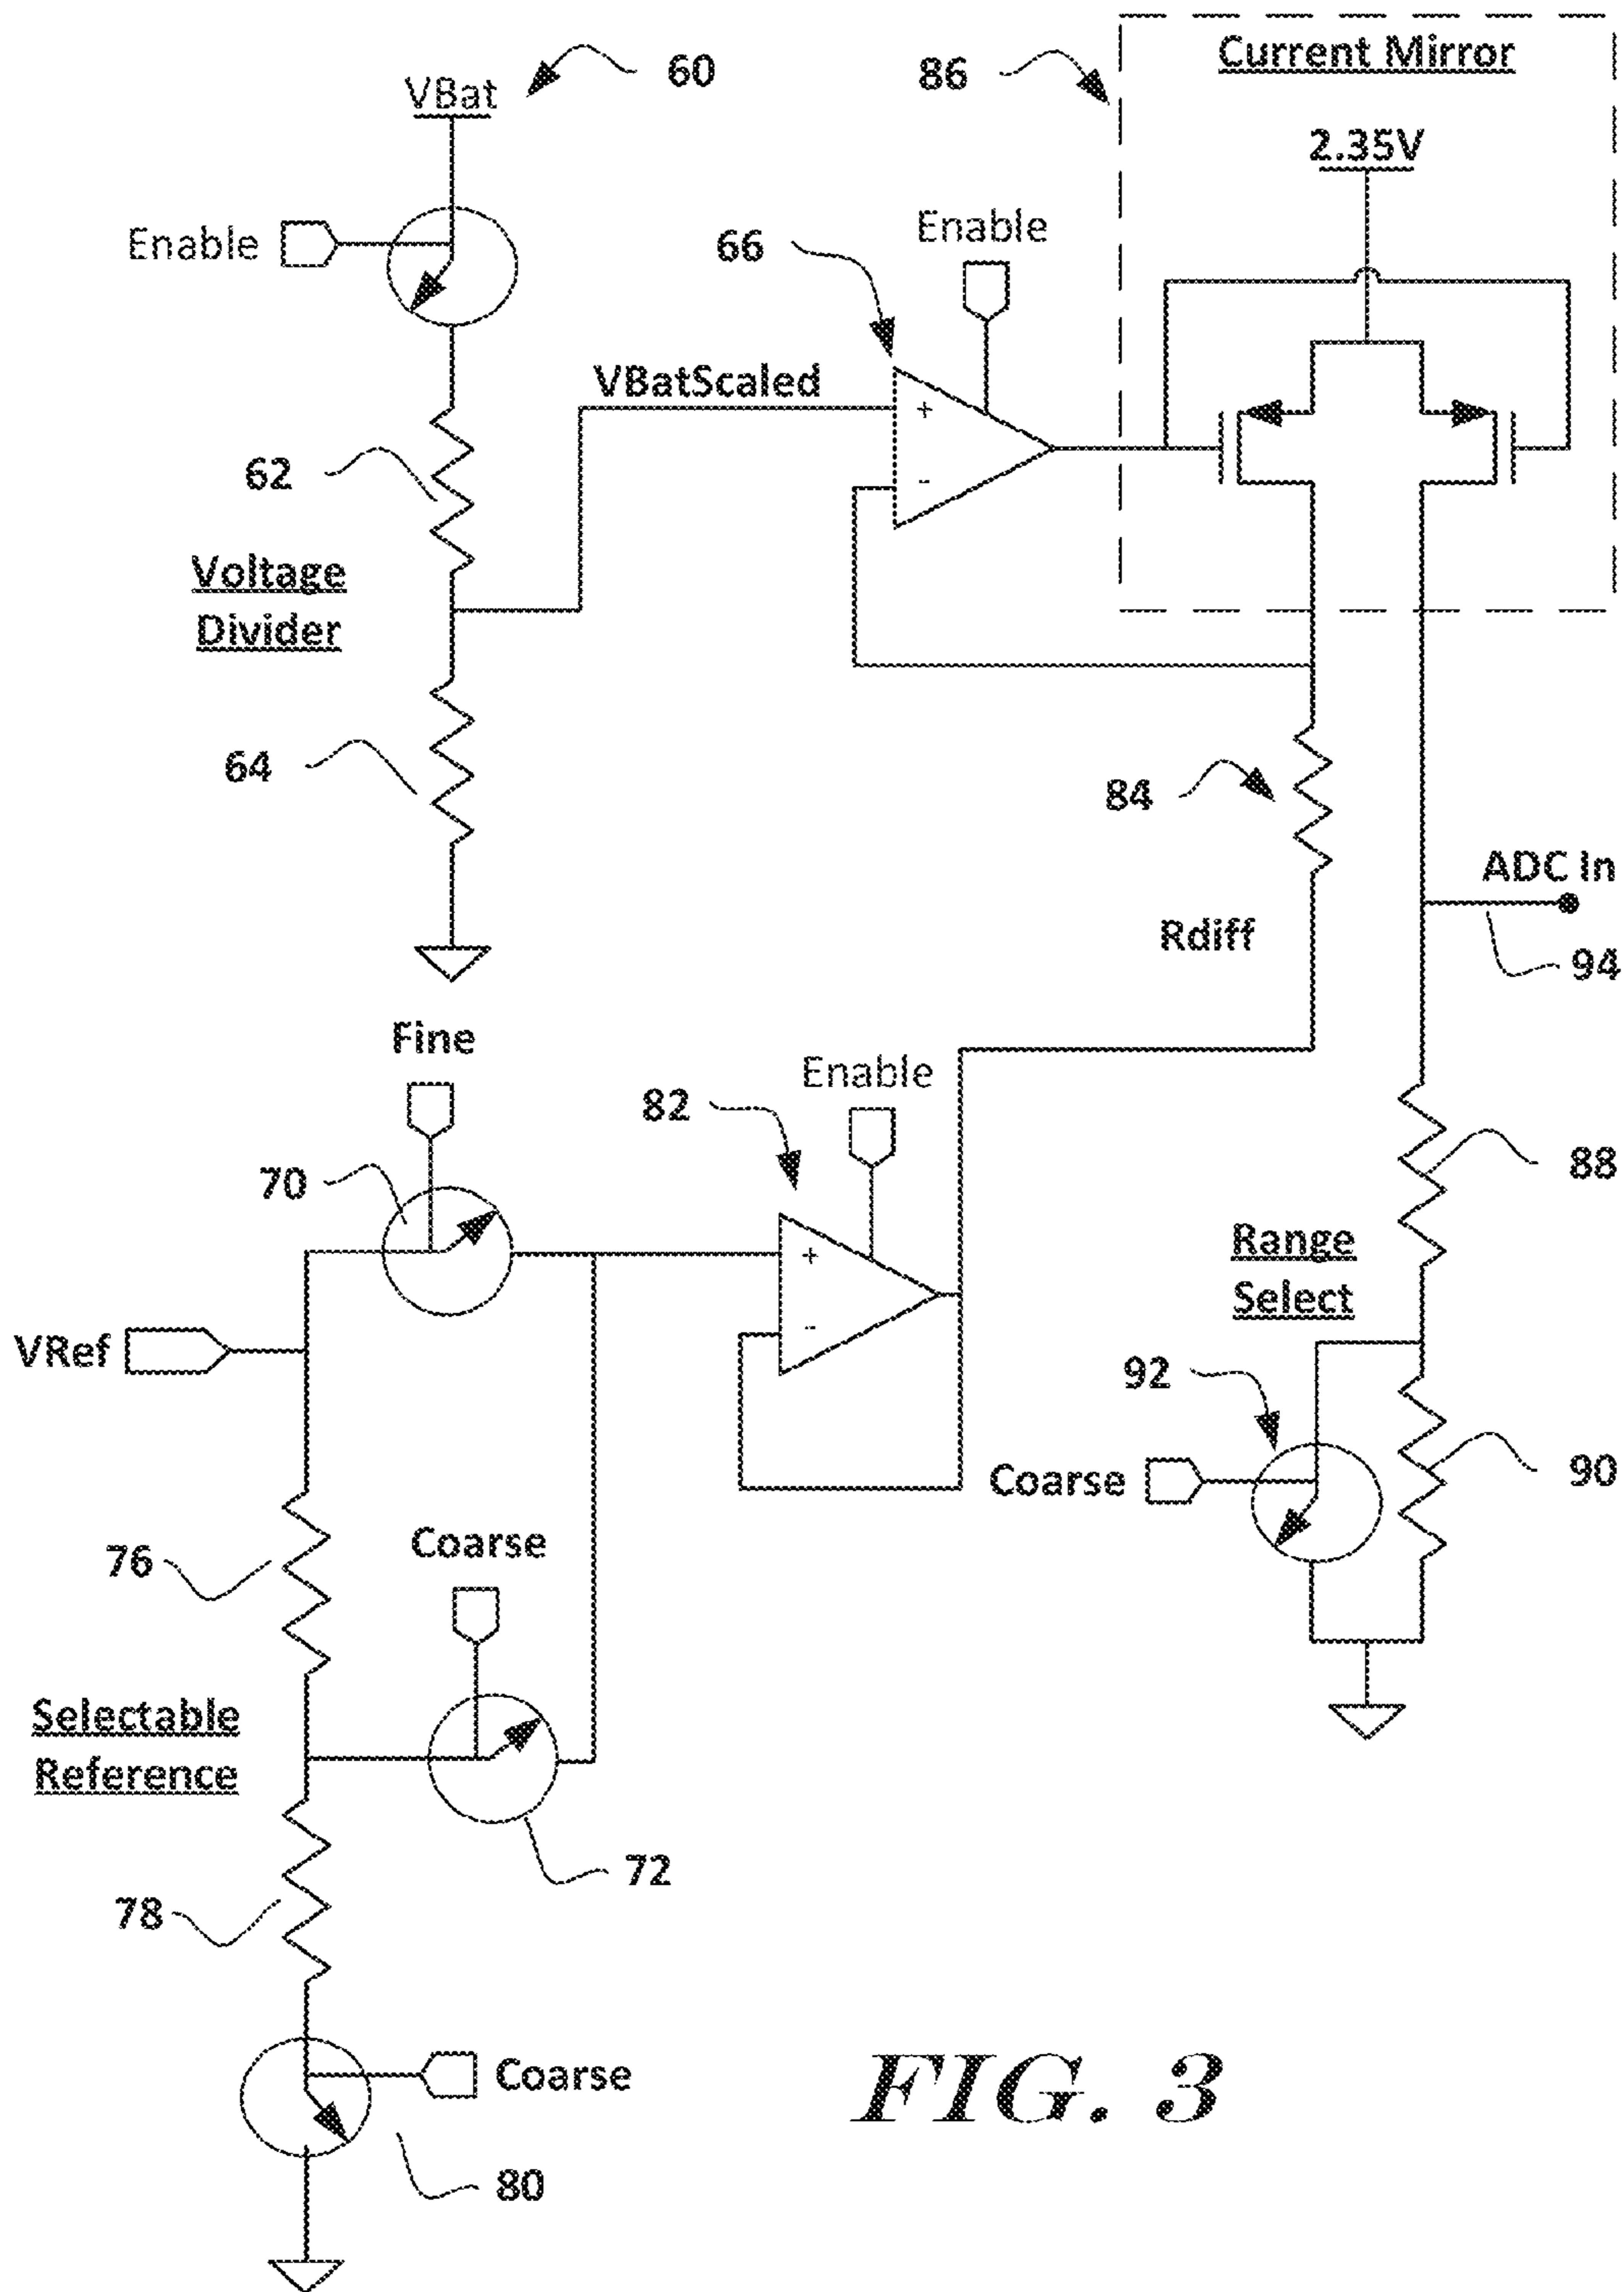 60
86
Current Mirror
VBat
2.35V
Enable
66
Enable
VBatScaled
+
-
62
Voltage
Divider
64
84
ADC In
Rdiff
94
Fine
Enable
82
70
88
+
-
Range
Select
VRef
92
Coarse
90
Coarse
76
Selectable
Reference
72
78
Coarse
80
FIG. 3